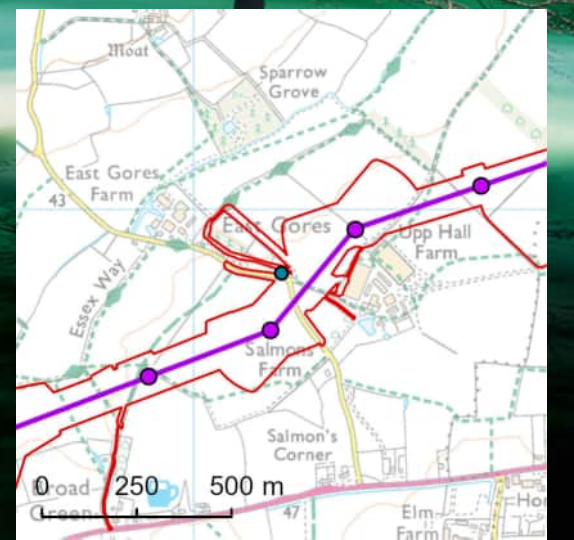 Moat
Sparrow
Grove
East Gores
Farm
43
East Gores
Upp Hall
Farm
Essex Way
Salmons
Farm
Salmon's
Corner
0 250 500 m
Broad
Green
47
Elm
Farm
Ho